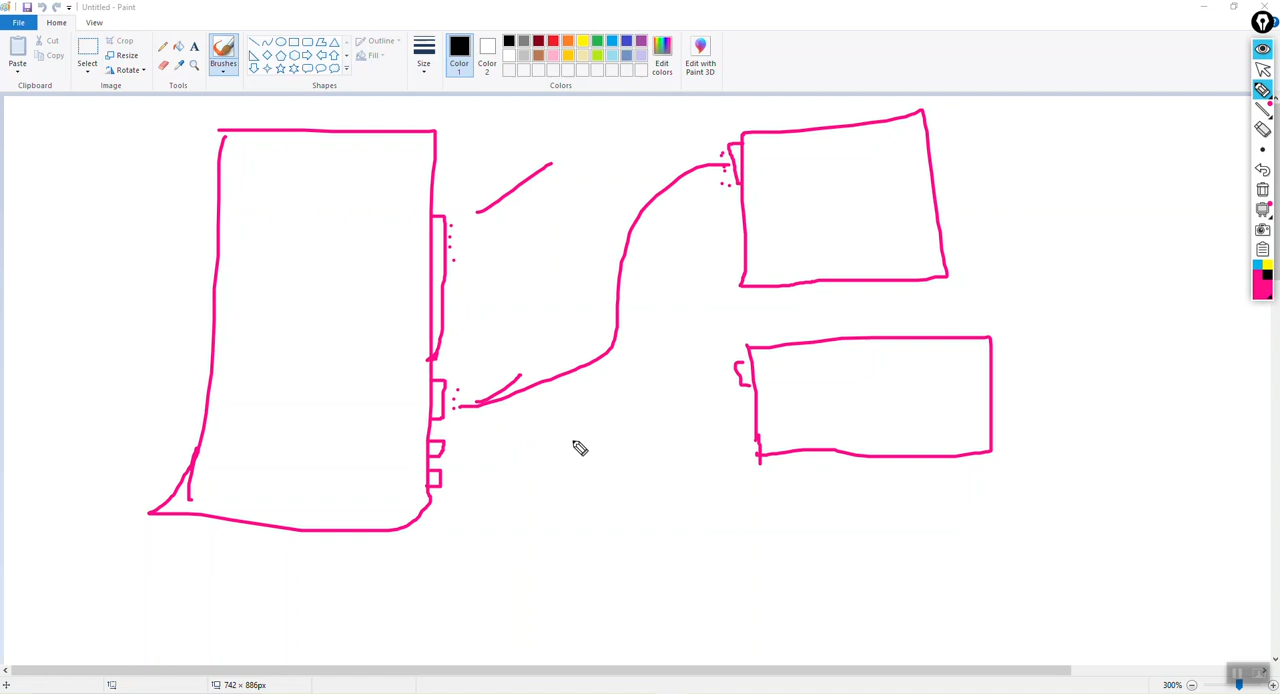 Untitled - Paint
File
Home
View
Paste
Cut
Copy
Clipboard
Select
Crop
Resize
Rotate
Image
A
Tools
Brushes
Shapes
Outline
Fill
Size
Color
1
Color
2
Edit
colors
Colors
Edit with
Paint 3D
742 × 886px
300%